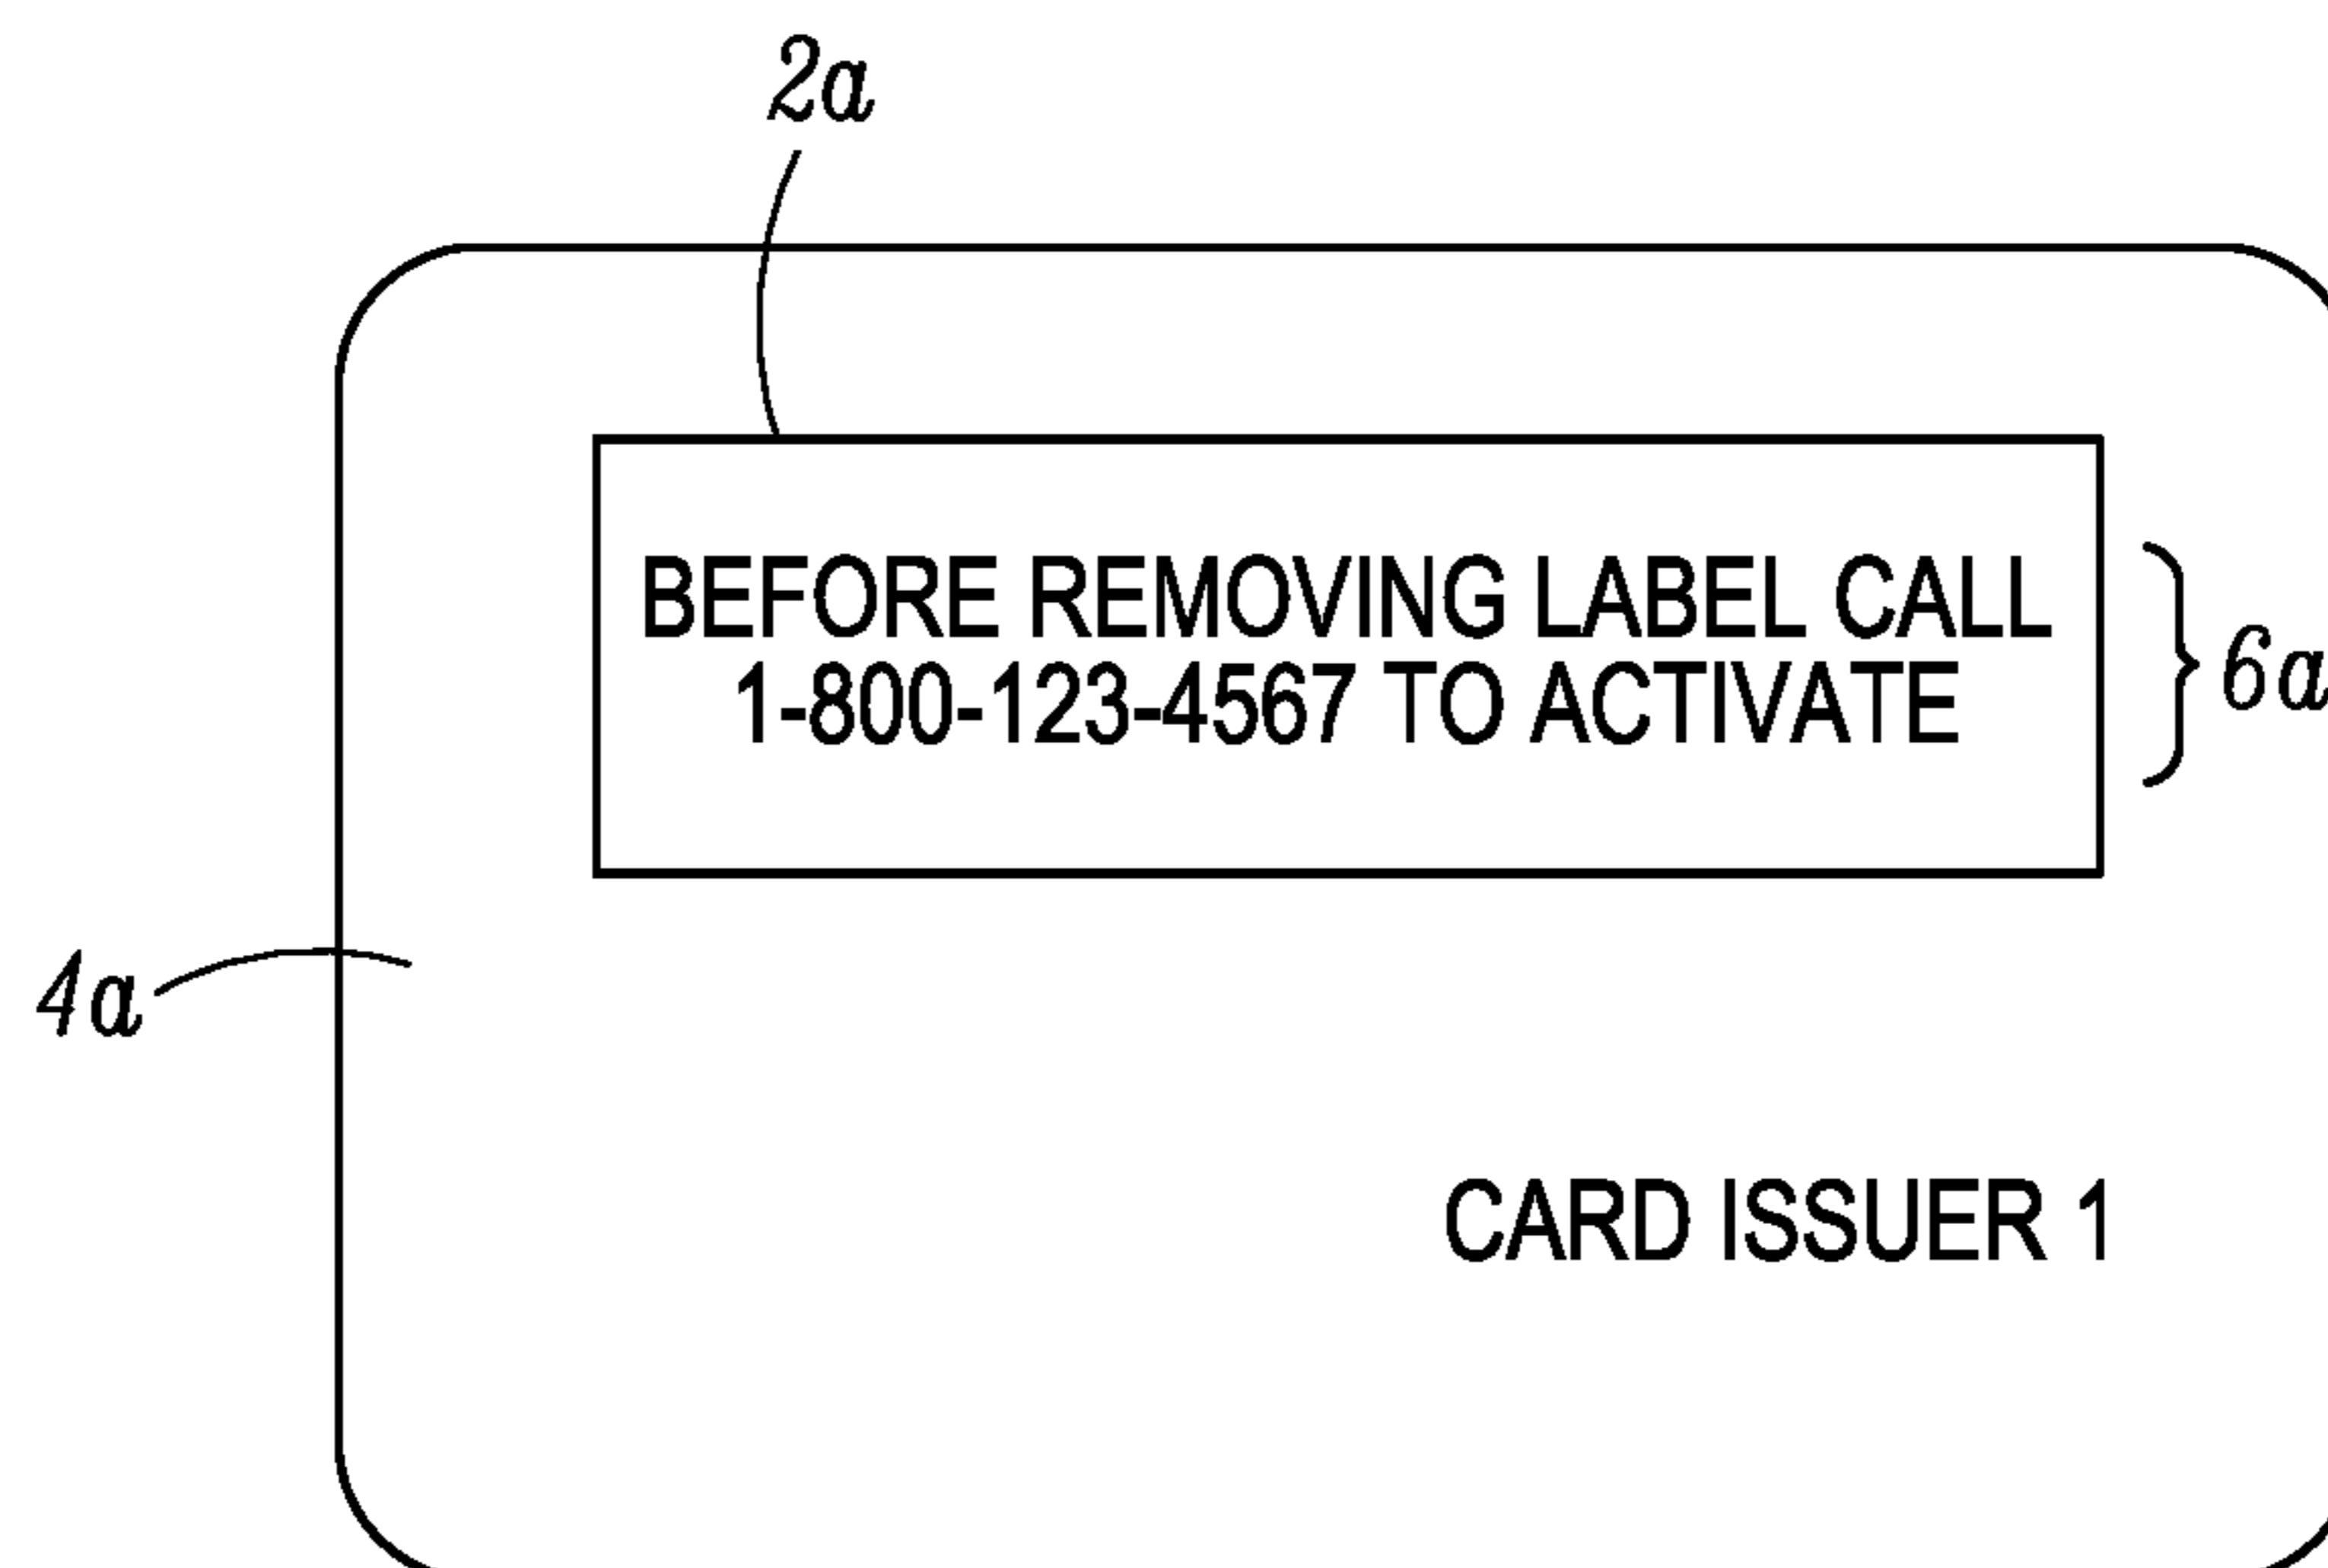 2a
BEFORE REMOVING LABEL CALL
1-800-123-4567 TO ACTIVATE
6a
4a
CARD ISSUER 1